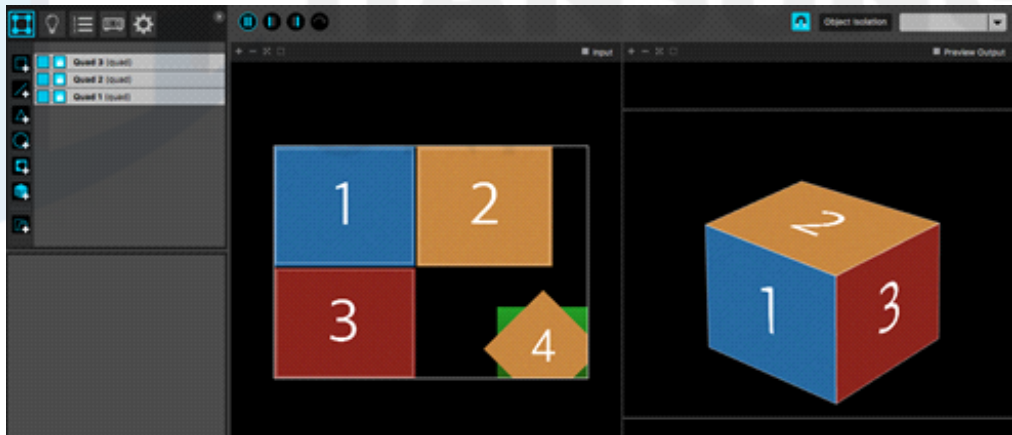 Object Isolation
Input
Preview Output
Quad 3 (quad)
Quad 2 (quad)
Quad 1 (quad)
1
2
3
4
2
1
3